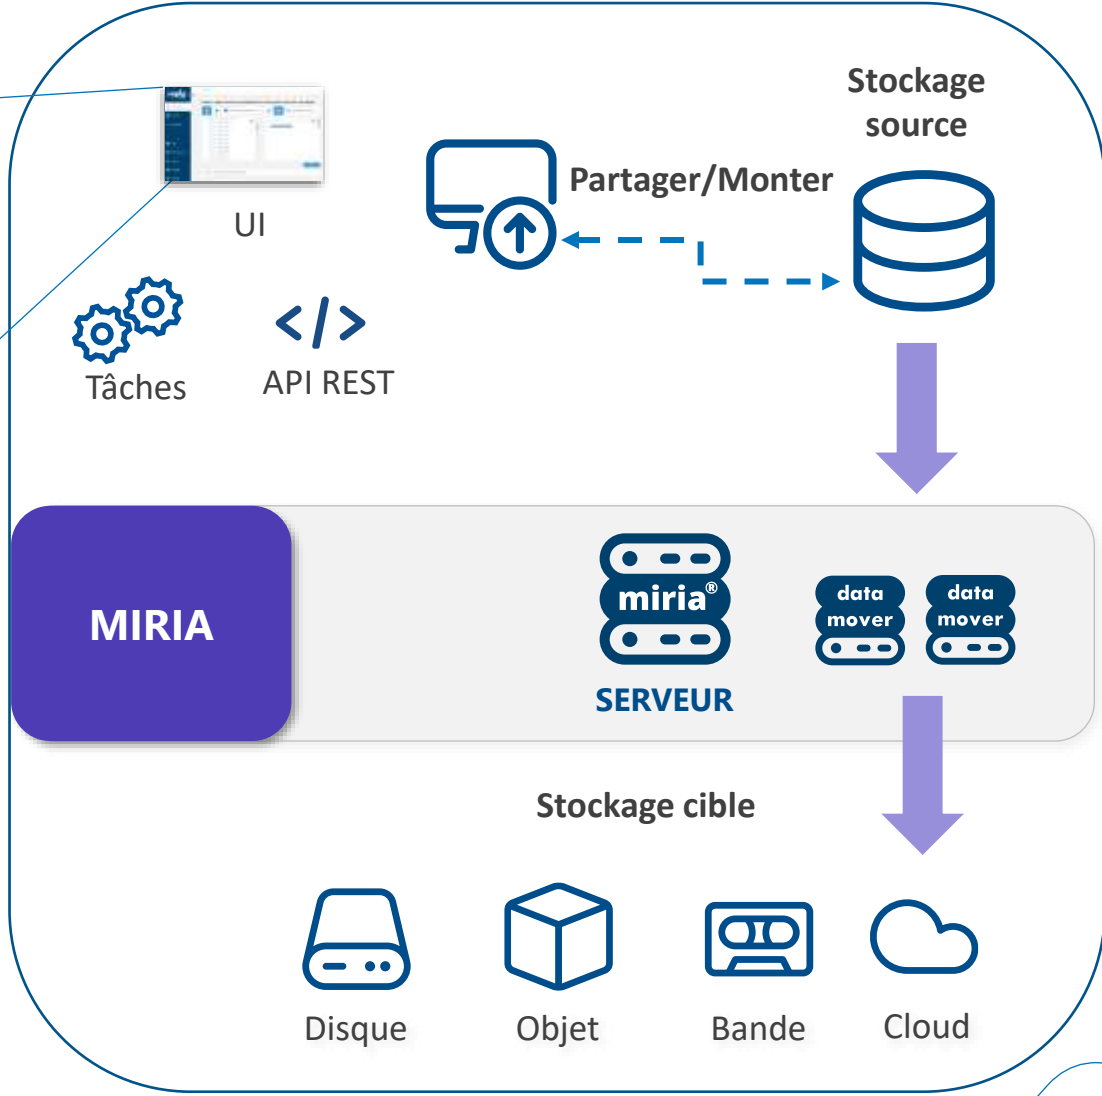 Stockage
source
Partager/Monter
UI
</>
Tâches
API REST
MIRIA
miria®
SERVEUR
data
mover
data
mover
Stockage cible
Disque
Objet
Bande
Cloud